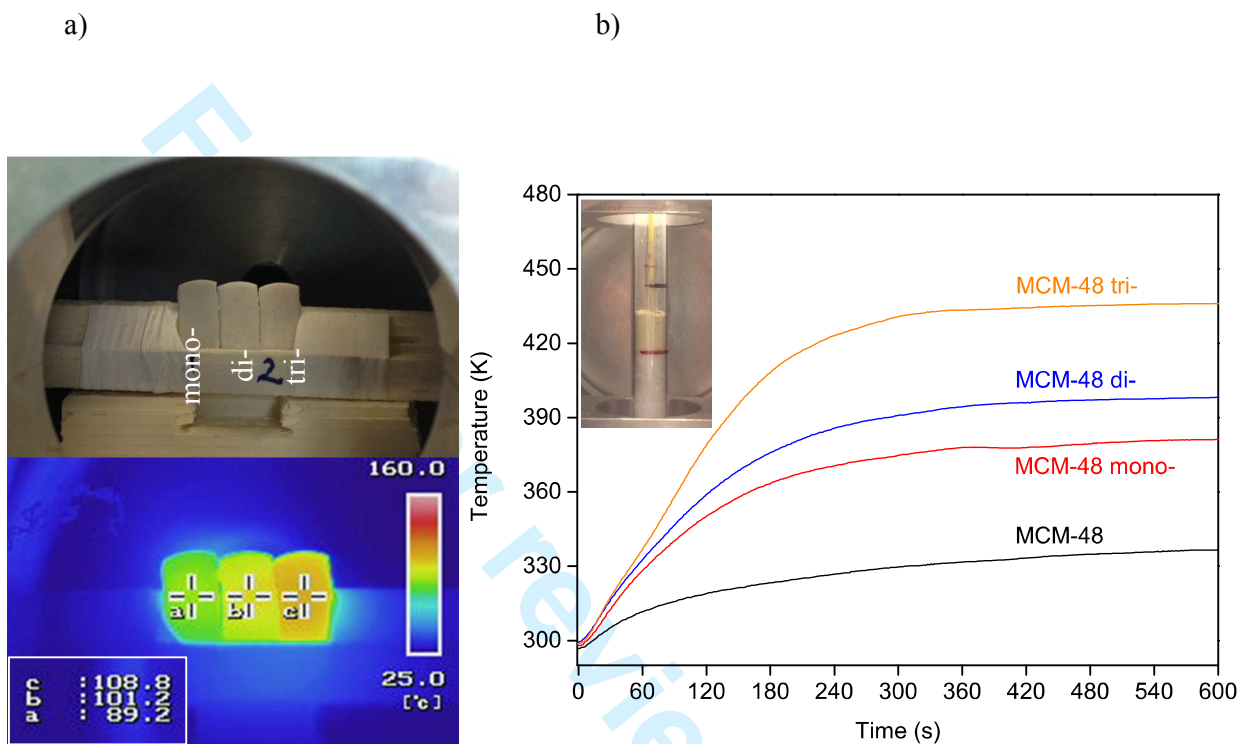 a)
b)
F
r review
mono-
di-
2
tri-
160.0
25.0
[°c]
c :108.8
b :101.2
a :89.2
a
b
c
Temperature (K)
480
450
420
390
360
330
300
MCM-48 tri-
MCM-48 di-
MCM-48 mono-
MCM-48
0 60 120 180 240 300 360 420 480 540 600
Time (s)